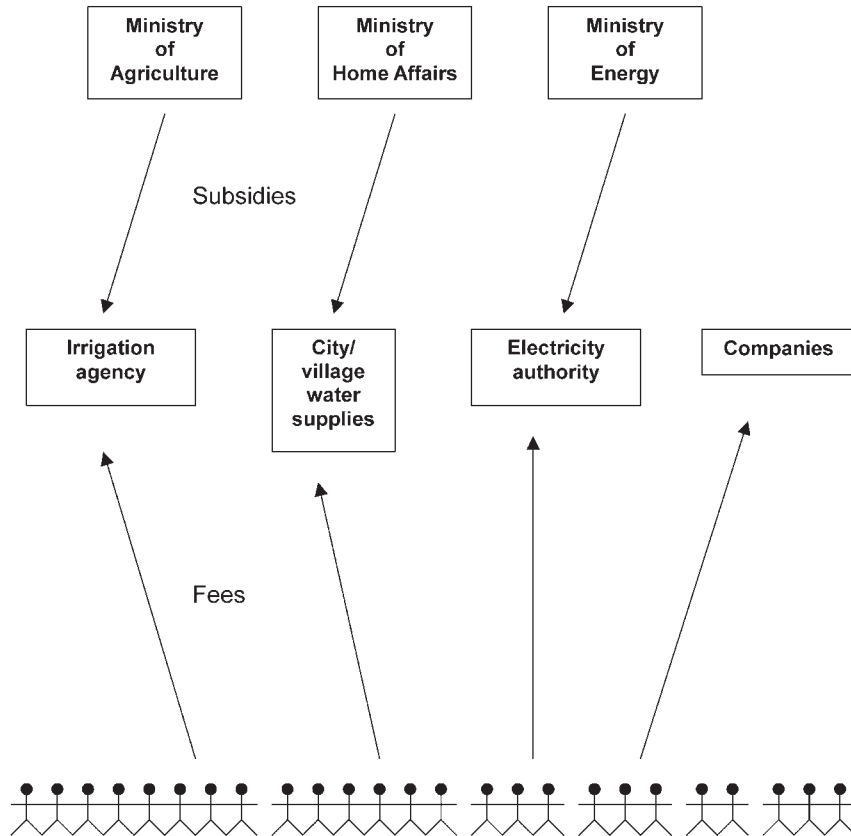 Ministry
of
Agriculture
Ministry
of
Home Affairs
Ministry
of
Energy
Subsidies
Irrigation
agency
City/
village
water
supplies
Electricity
authority
Companies
Fees